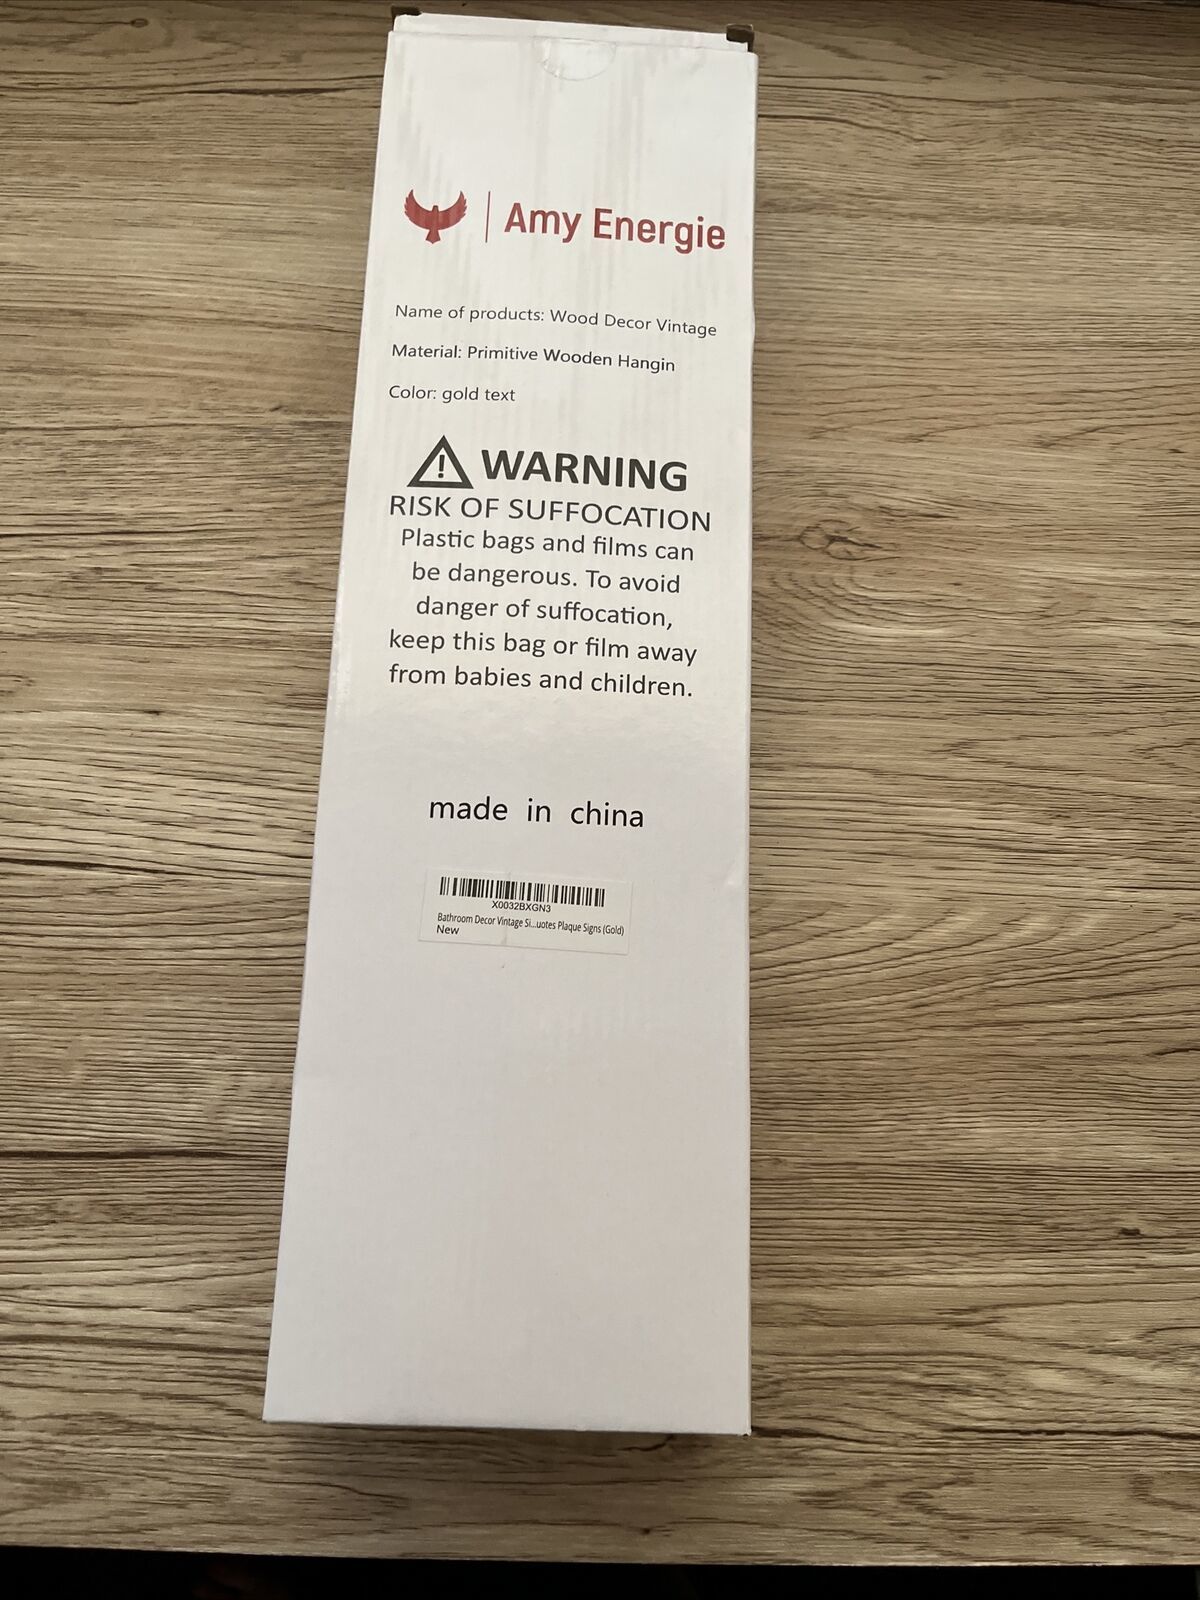 Amy Energie
Name of products: Wood Decor Vintage
Material: Primitive Wooden Hangin
Color: gold text
WARNING
RISK OF SUFFOCATION
Plastic bags and films can
be dangerous. To avoid
danger of suffocation,
keep this bag or film away
from babies and children.
made in china
X0032BXGN3
Bathroom Decor Vintage Si...uotes Plaque Signs (Gold)
New